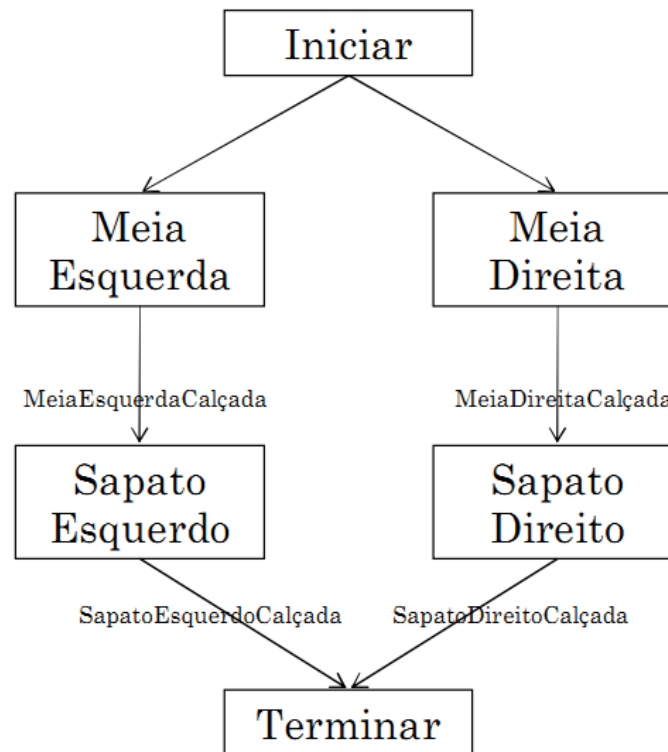 Iniciar
Meia
Esquerda
Meia
Direita
MeiaEsquerdaCalçada
MeiaDireitaCalçada
Sapato
Esquerdo
Sapato
Direito
SapatoEsquerdoCalçada
SapatoDireitoCalçada
Terminar